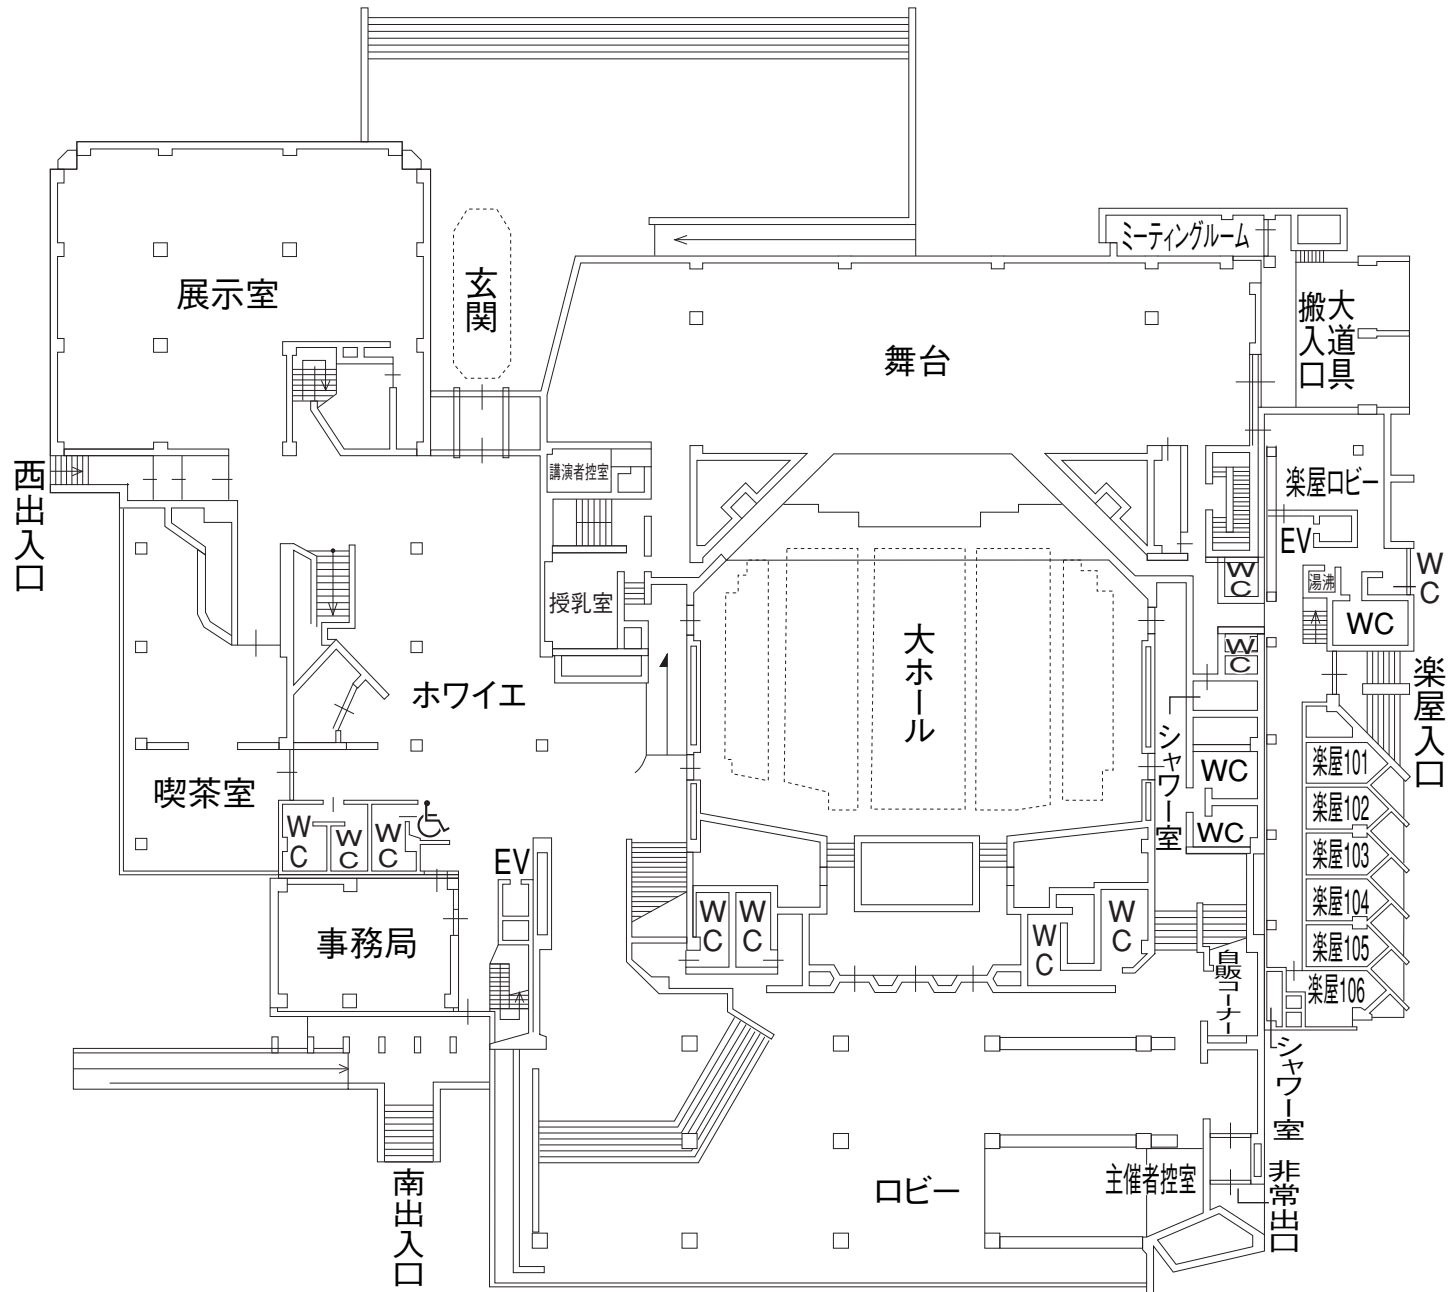 ミーティングルーム
展示室
玄関
大道具
搬入口
舞台
西出入口
講演者控室
楽屋ロビー
EV
WC
湯沸
WC
WC
授乳室
大ホール
WC
ホワイエ
楽屋入口
シャワー室
楽屋101
WC
喫茶室
楽屋102
WC
WC
WC
WC
楽屋103
EV
楽屋104
WC
WC
WC
WC
事務局
楽屋105
自販コーナー
楽屋106
シャワー室
主催者控室
非常出口
ロビー
南出入口